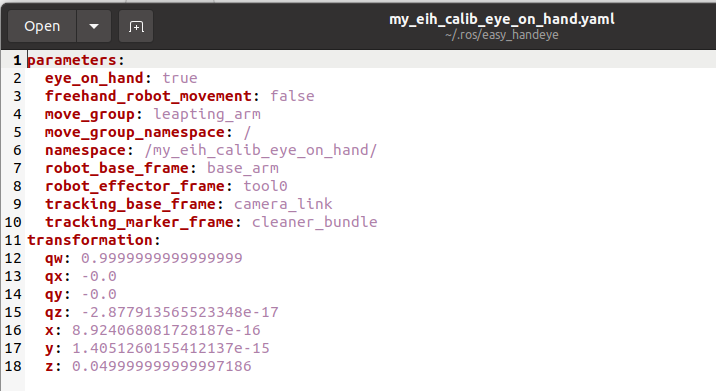 Open
my_eih_calib_eye_on_hand.yaml
~/.ros/easy_handeye
1 parameters:
2 eye_on_hand: true
3 freehand_robot_movement: false
4 move_group: leapting_arm
5 move_group_namespace: /
6 namespace: /my_eih_calib_eye_on_hand/
7 robot_base_frame: base_arm
8 robot_effector_frame: tool0
9 tracking_base_frame: camera_link
10 tracking_marker_frame: cleaner_bundle
11 transformation:
12 qw: 0.9999999999999999
13 qx: -0.0
14 qy: -0.0
15 qz: -2.877913565523348e-17
16 x: 8.924068081728187e-16
17 y: 1.4051260155412137e-15
18 z: 0.049999999999997186